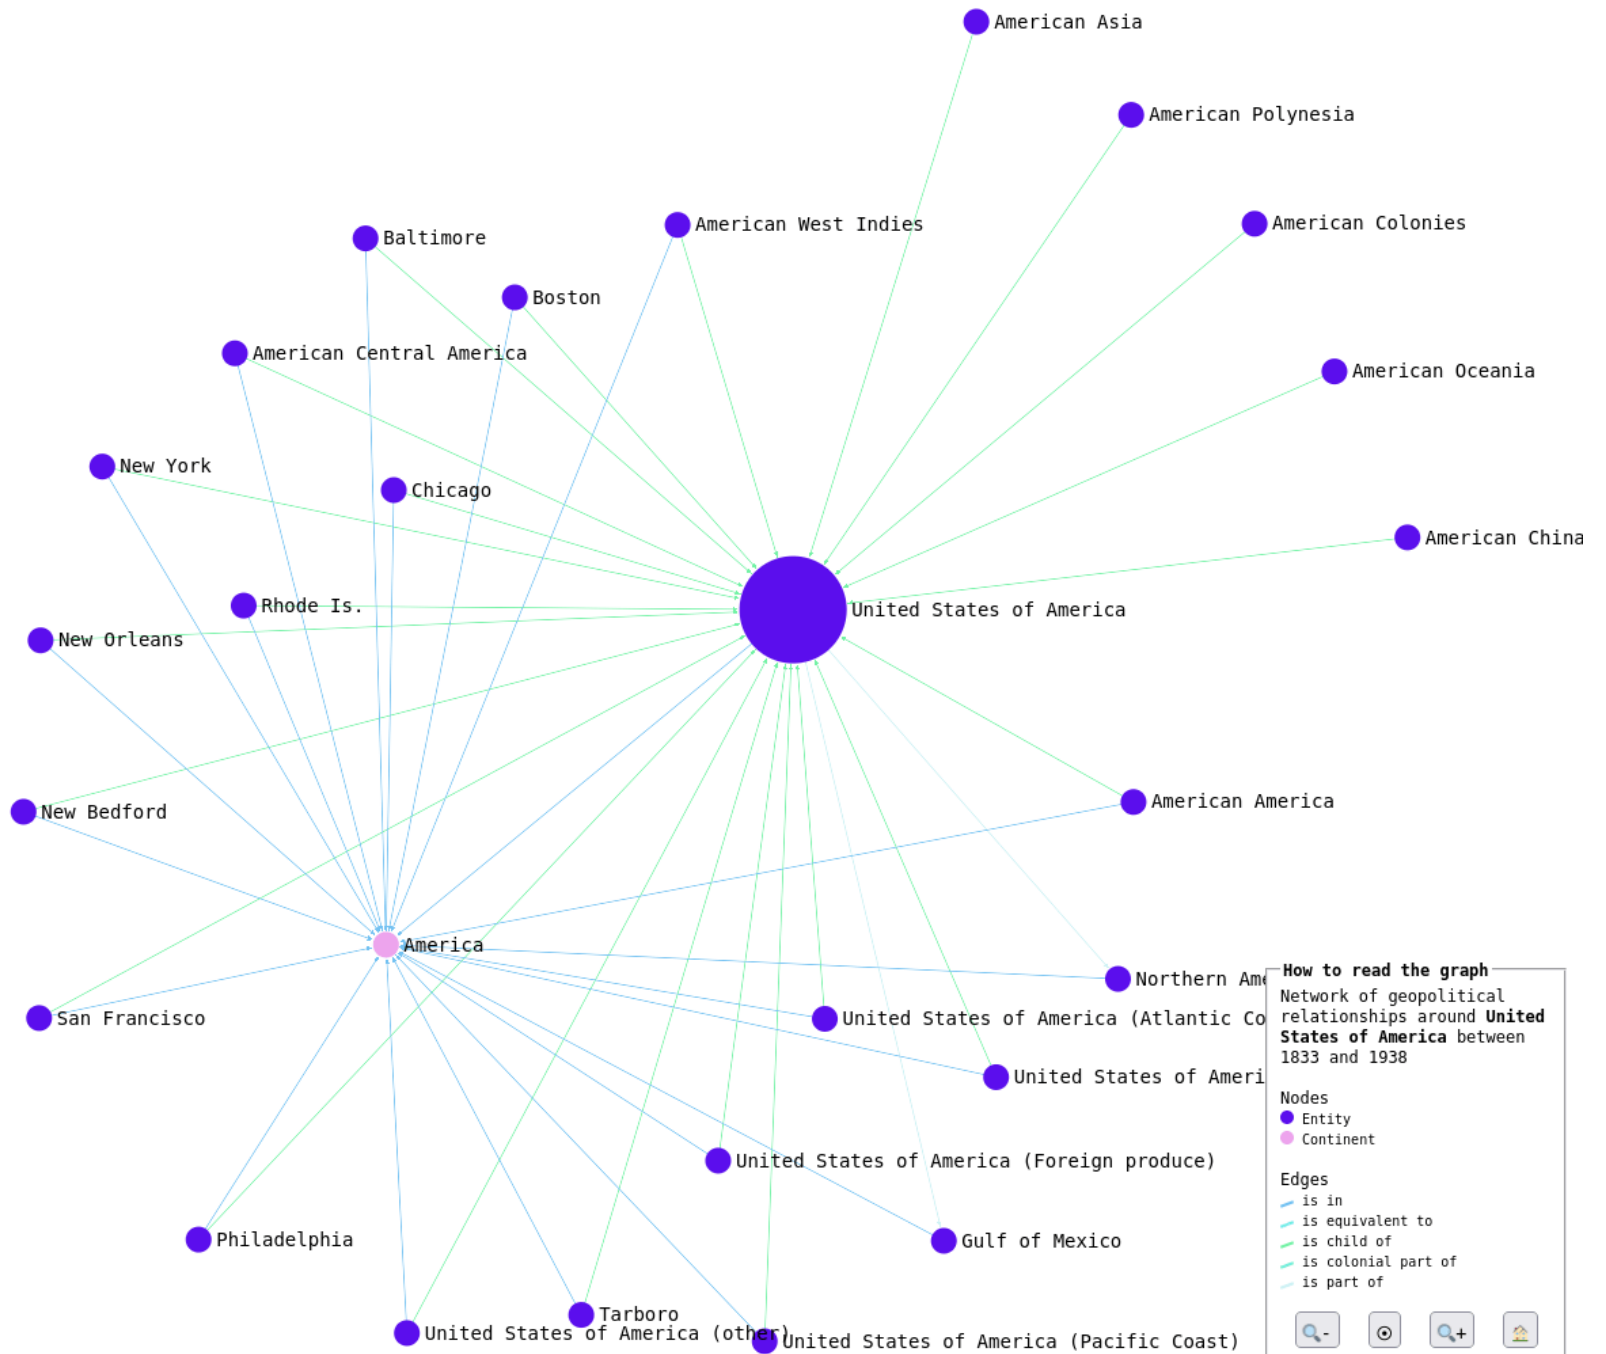 American Asia
American Polynesia
American West Indies
American Colonies
Baltimore
Boston
American Central America
American Oceania
New York
Chicago
American China
Rhode Is.
United States of America
New Orleans
American America
New Bedford
America
Northern Ame
San Francisco
United States of America (Atlantic Co
United States of Ameri
United States of America (Foreign produce)
Philadelphia
Gulf of Mexico
Tarboro
United States of America (other)
United States of America (Pacific Coast)
How to read the graph
Network of geopolitical
relationships around United
States of America between
1833 and 1938
Nodes
Entity
Continent
Edges
is in
is equivalent to
is child of
is colonial part of
is part of
-
+